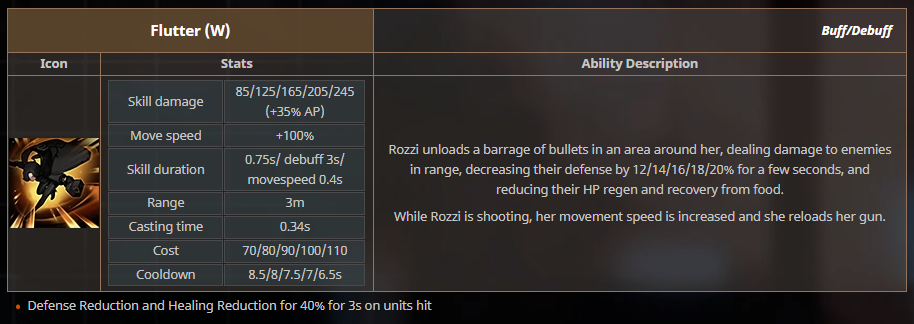 Flutter (W)
Buff/Debuff
Icon
Stats
Ability Description
Skill damage
85/125/165/205/245
(+35% AP)
Move speed
+100%
Skill duration
0.75s/ debuff 3s/
movespeed 0.4s
Range
3m
Casting time
0.34s
Cost
70/80/90/100/110
Cooldown
8.5/8/7.5/7/6.5s
Rozzi unloads a barrage of bullets in an area around her, dealing damage to enemies
in range, decreasing their defense by 12/14/16/18/20% for a few seconds, and
reducing their HP regen and recovery from food.
While Rozzi is shooting, her movement speed is increased and she reloads her gun.
• Defense Reduction and Healing Reduction for 40% for 3s on units hit